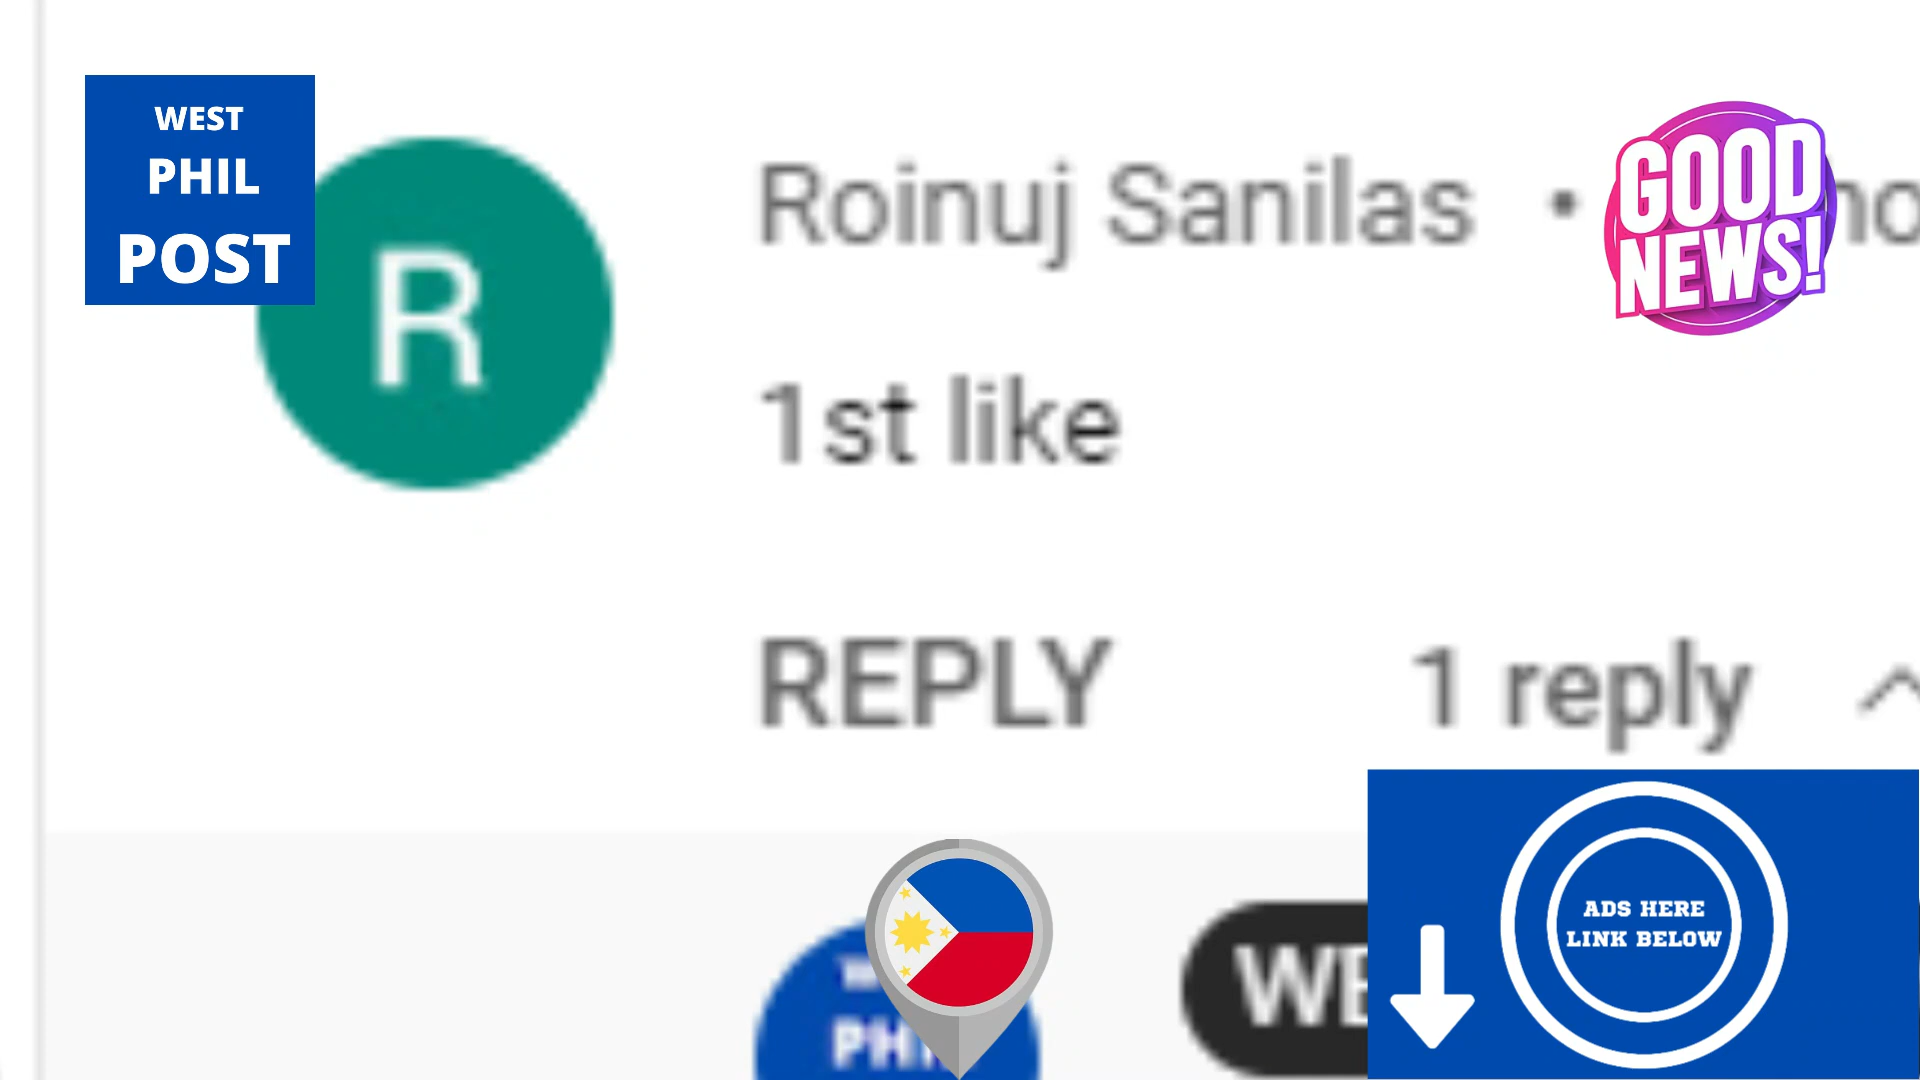 WEST
PHIL
POST
R
Roinuj Sanilas •
GOOD
NEWS!
1st like
REPLY 1 reply
ADS HERE
LINK BELOW